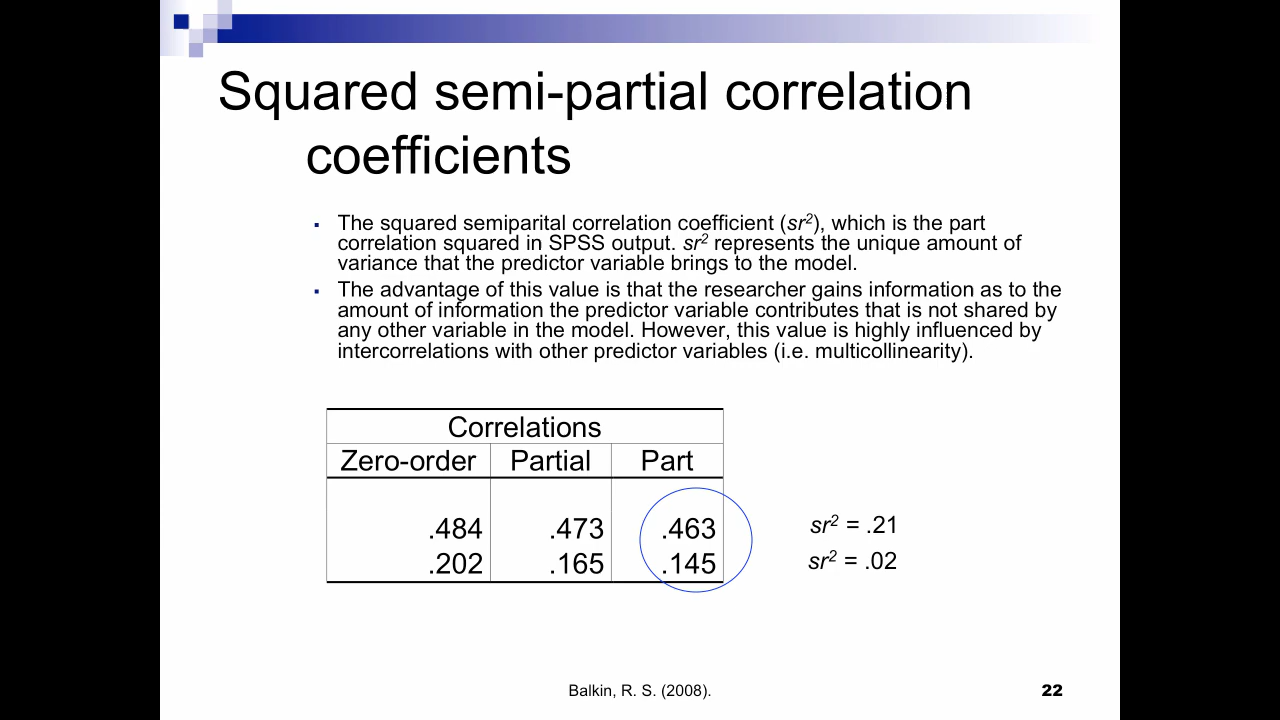 Squared semi-partial correlation
coefficients
▪ The squared semiparital correlation coefficient (sr²), which is the part
correlation squared in SPSS output. sr² represents the unique amount of
variance that the predictor variable brings to the model.
▪ The advantage of this value is that the researcher gains information as to the
amount of information the predictor variable contributes that is not shared by
any other variable in the model. However, this value is highly influenced by
intercorrelations with other predictor variables (i.e. multicollinearity).
Correlations
Zero-order Partial Part
.484 .473 .463 sr² = .21
.202 .165 .145 sr² = .02
Balkin, R. S. (2008). 22